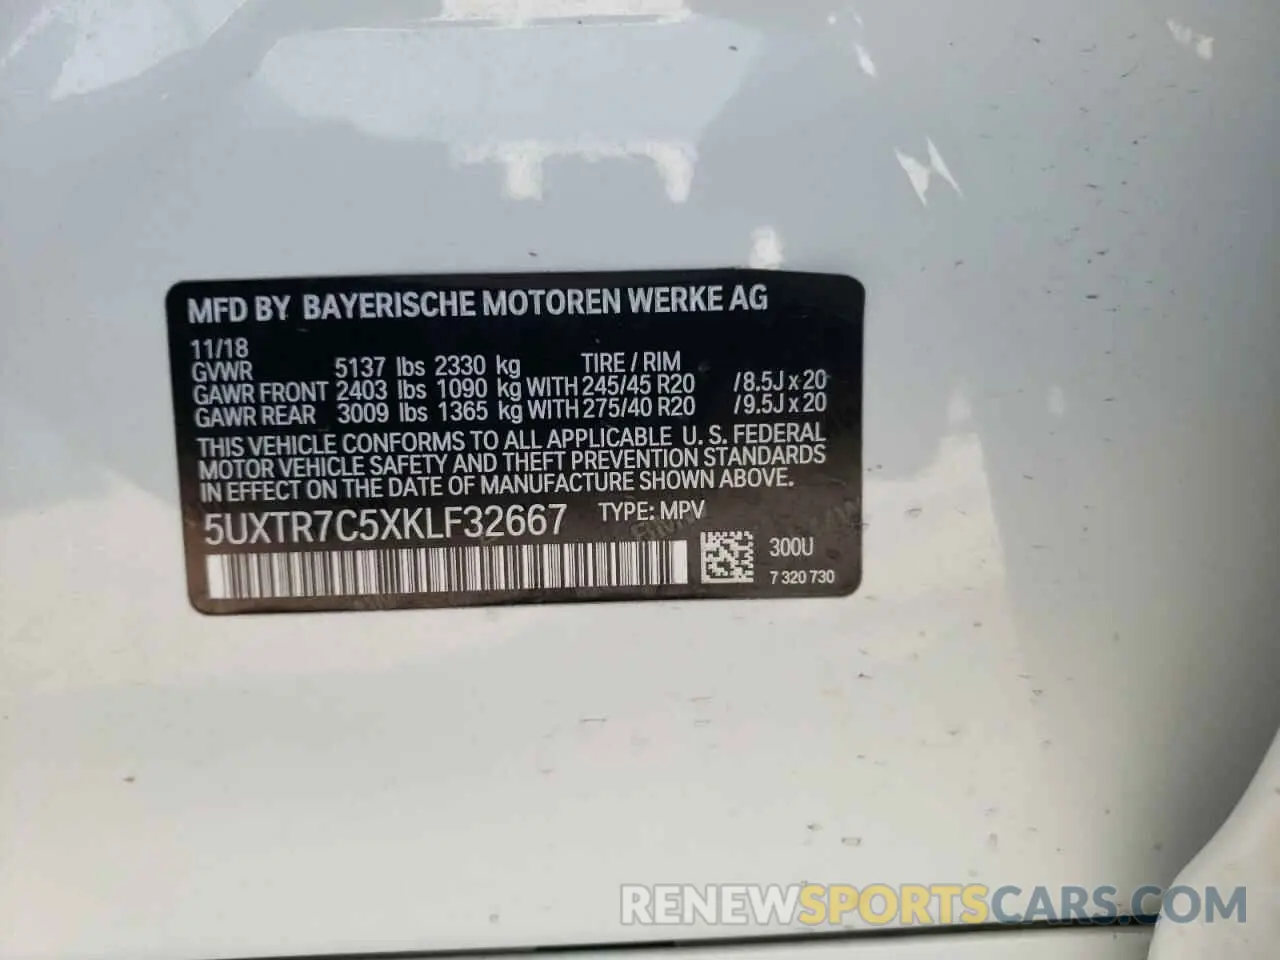 MFD BY BAYERISCHE MOTOREN WERKE AG
11/18
GVWR 5137 lbs 2330 kg TIRE / RIM
GAWR FRONT 2403 lbs 1090 kg WITH 245/45 R20 /8.5J x 20
GAWR REAR 3009 lbs 1365 kg WITH 275/40 R20 /9.5J x 20
THIS VEHICLE CONFORMS TO ALL APPLICABLE U. S. FEDERAL
MOTOR VEHICLE SAFETY AND THEFT PREVENTION STANDARDS
IN EFFECT ON THE DATE OF MANUFACTURE SHOWN ABOVE.
5UXTR7C5XKLF32667 TYPE: MPV
300U
7 320 730
RENEWSPORTSCARS.COM